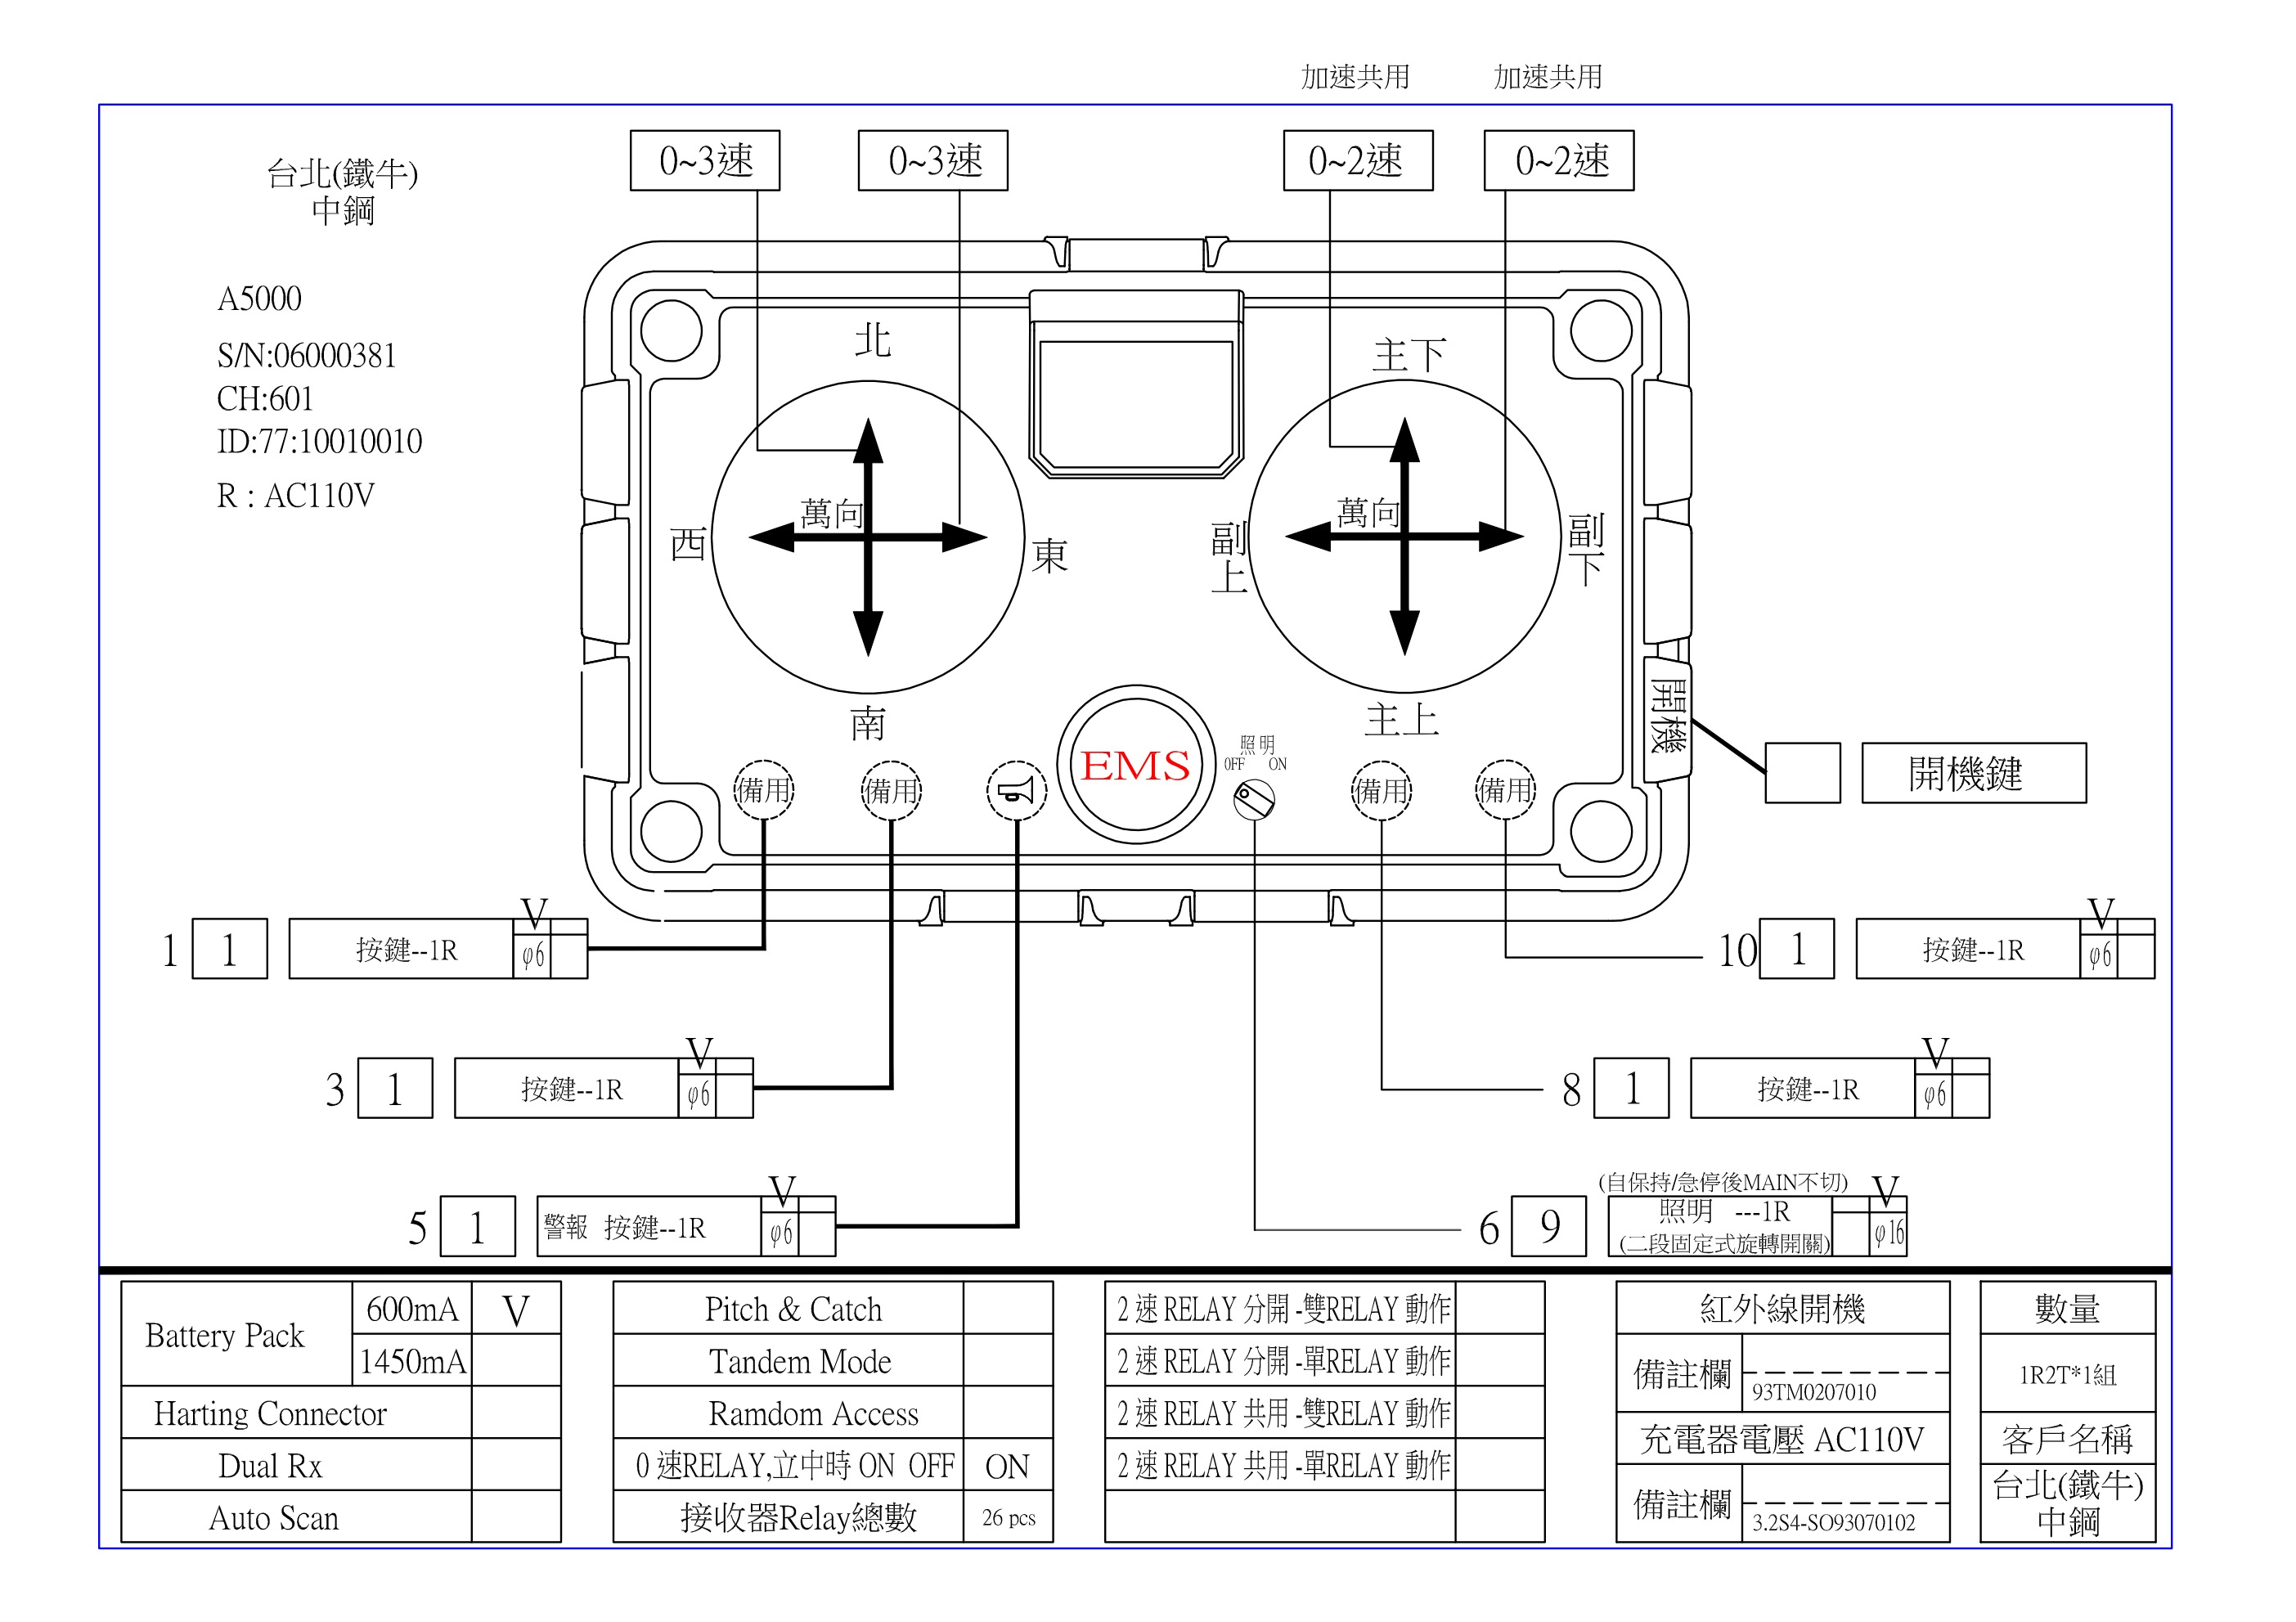 加速共用 加速共用
0~3速 0~3速 0~2速 0~2速
台北(鐵牛)
中鋼
A5000
S/N:06000381
CH:601
ID:77:10010010
R : AC110V
北
萬向
西
東
南
主下
萬向
副上
副下
主上
開機
開機鍵
EMS
照明
OFF ON
備用 備用 備用 備用
1 1 按鍵--1R V φ6
3 1 按鍵--1R V φ6
5 1 警報 按鍵--1R V φ6
10 1 按鍵--1R V φ6
8 1 按鍵--1R V φ6
(自保持/急停後MAIN不切) V
6 9 照明 ---1R
(二段固定式旋轉開關) φ16
Battery Pack 600mA V
1450mA
Harting Connector
Dual Rx
Auto Scan
Pitch & Catch
Tandem Mode
Ramdom Access
0 速RELAY,立中時 ON OFF ON
接收器Relay總數 26 pcs
2 速 RELAY 分開 -雙RELAY 動作
2 速 RELAY 分開 -單RELAY 動作
2 速 RELAY 共用 -雙RELAY 動作
2 速 RELAY 共用 -單RELAY 動作
紅外線開機
備註欄 93TM0207010
充電器電壓 AC110V
備註欄 3.2S4-SO93070102
數量
1R2T*1組
客戶名稱
台北(鐵牛)
中鋼